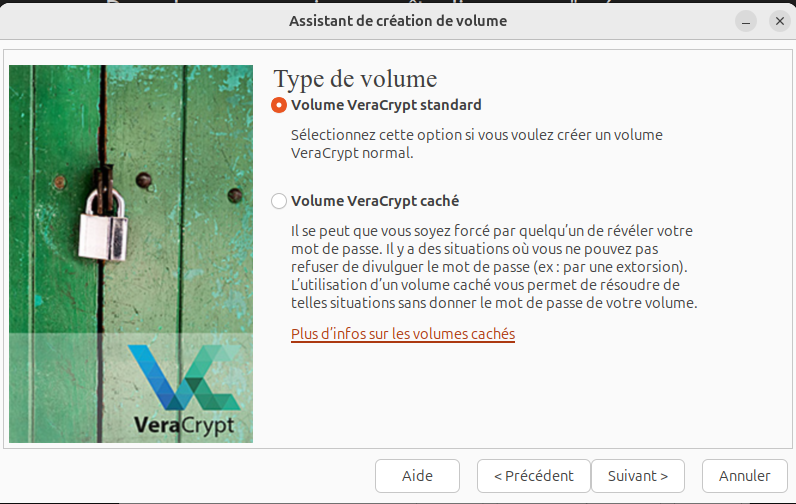 Assistant de création de volume
Type de volume
Volume VeraCrypt standard
Sélectionnez cette option si vous voulez créer un volume
VeraCrypt normal.
Volume VeraCrypt caché
Il se peut que vous soyez forcé par quelqu’un de révéler votre
mot de passe. Il y a des situations où vous ne pouvez pas
refuser de divulguer le mot de passe (ex : par une extorsion).
L’utilisation d’un volume caché vous permet de résoudre de
telles situations sans donner le mot de passe de votre volume.
Plus d’infos sur les volumes cachés
VeraCrypt
Aide
< Précédent
Suivant >
Annuler